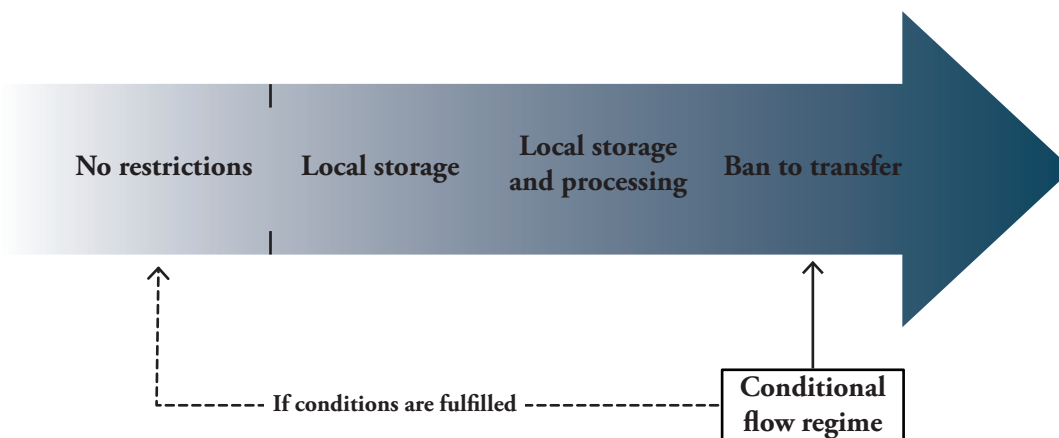 No restrictions
Local storage
Local storage
and processing
Ban to transfer
If conditions are fulfilled
Conditional
flow regime